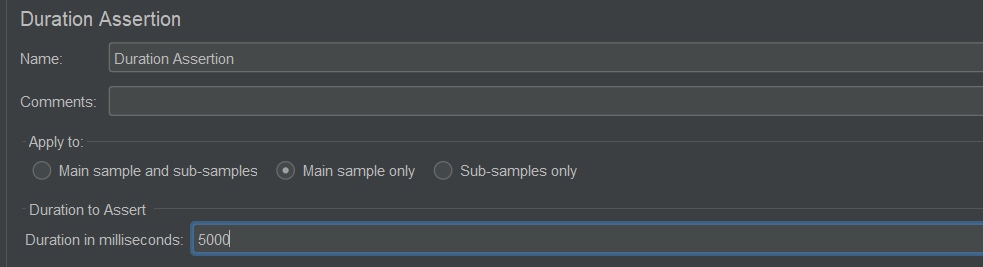 Duration Assertion
Name: Duration Assertion
Comments:
Apply to:
Main sample and sub-samples Main sample only Sub-samples only
Duration to Assert
Duration in milliseconds: 5000